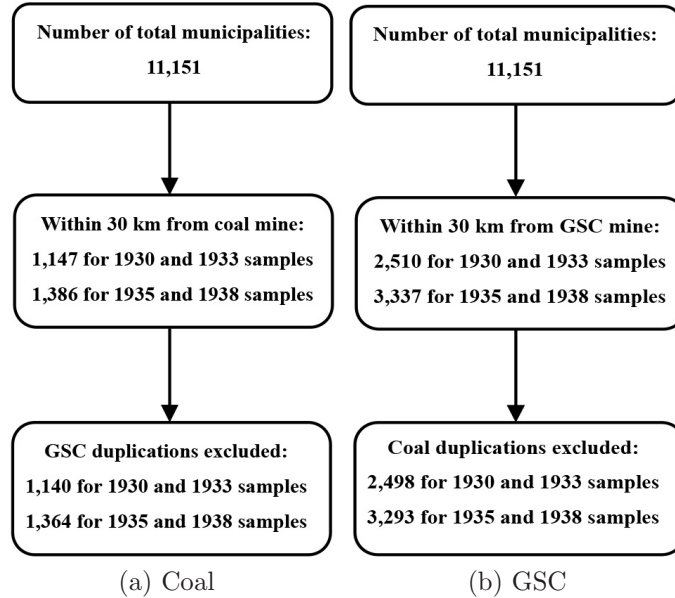 Number of total municipalities:
11,151
Within 30 km from coal mine:
1,147 for 1930 and 1933 samples
1,386 for 1935 and 1938 samples
GSC duplications excluded:
1,140 for 1930 and 1933 samples
1,364 for 1935 and 1938 samples
(a) Coal
Number of total municipalities:
11,151
Within 30 km from GSC mine:
2,510 for 1930 and 1933 samples
3,337 for 1935 and 1938 samples
Coal duplications excluded:
2,498 for 1930 and 1933 samples
3,293 for 1935 and 1938 samples
(b) GSC